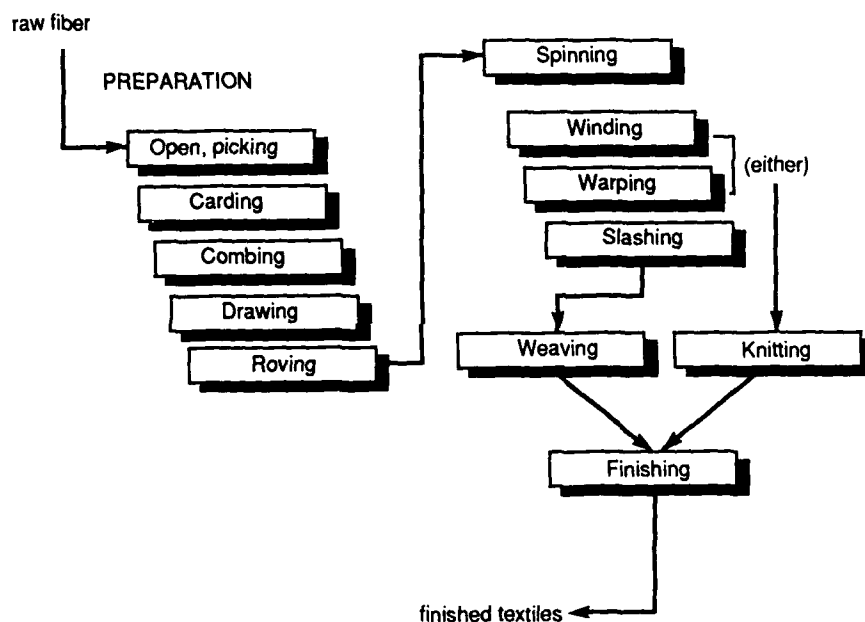 raw fiber
PREPARATION
Open, picking
Carding
Combing
Drawing
Roving
Spinning
Winding
Warping
(either)
Slashing
Weaving
Knitting
Finishing
finished textiles